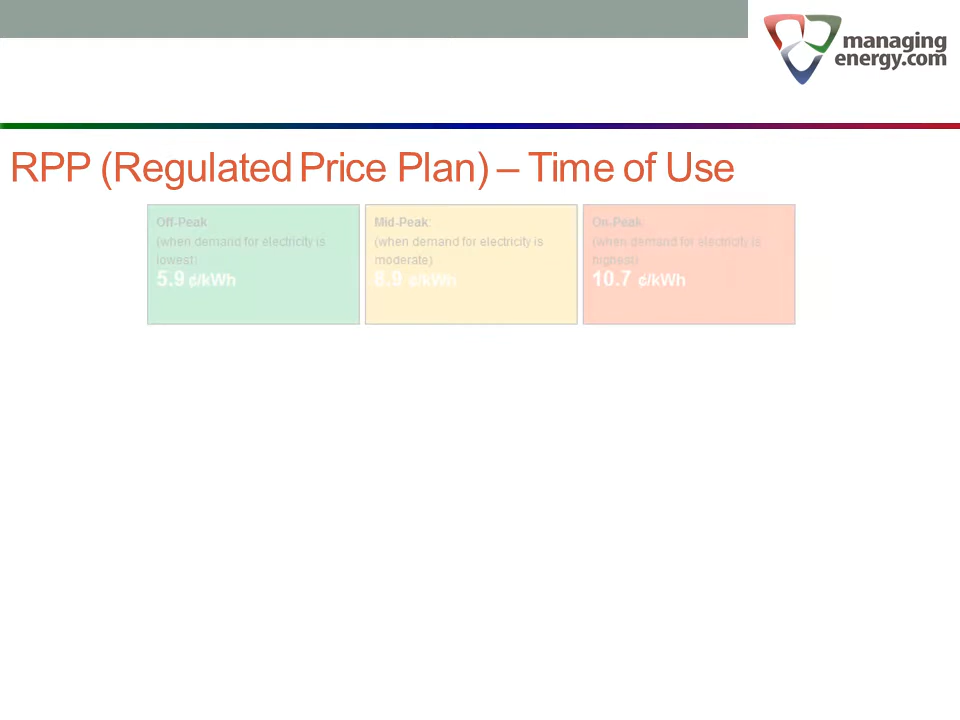 managing
energy.com
RPP (Regulated Price Plan) – Time of Use
Off-Peak:
(when demand for electricity is
lowest)
5.9 ¢/kWh
Mid-Peak:
(when demand for electricity is
moderate)
8.9 ¢/kWh
On-Peak:
(when demand for electricity is
highest)
10.7 ¢/kWh